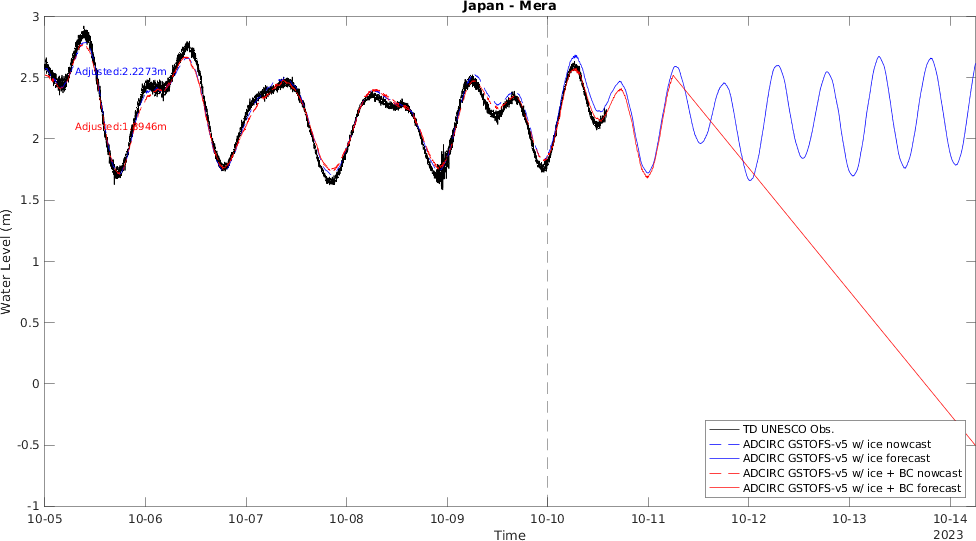 Japan - Mera
3
2.5
2
1.5
1
0.5
0
-0.5
-1
Water Level (m)
Adjusted:2.2273m
TD UNESCO Obs.
ADCIRC GSTOFS-v5 w/ ice nowcast
ADCIRC GSTOFS-v5 w/ ice forecast
ADCIRC GSTOFS-v5 w/ ice + BC nowcast
ADCIRC GSTOFS-v5 w/ ice + BC forecast
10-05 10-06 10-07 10-08 10-09 10-10 10-11 10-12 10-13 10-14
Time
2023